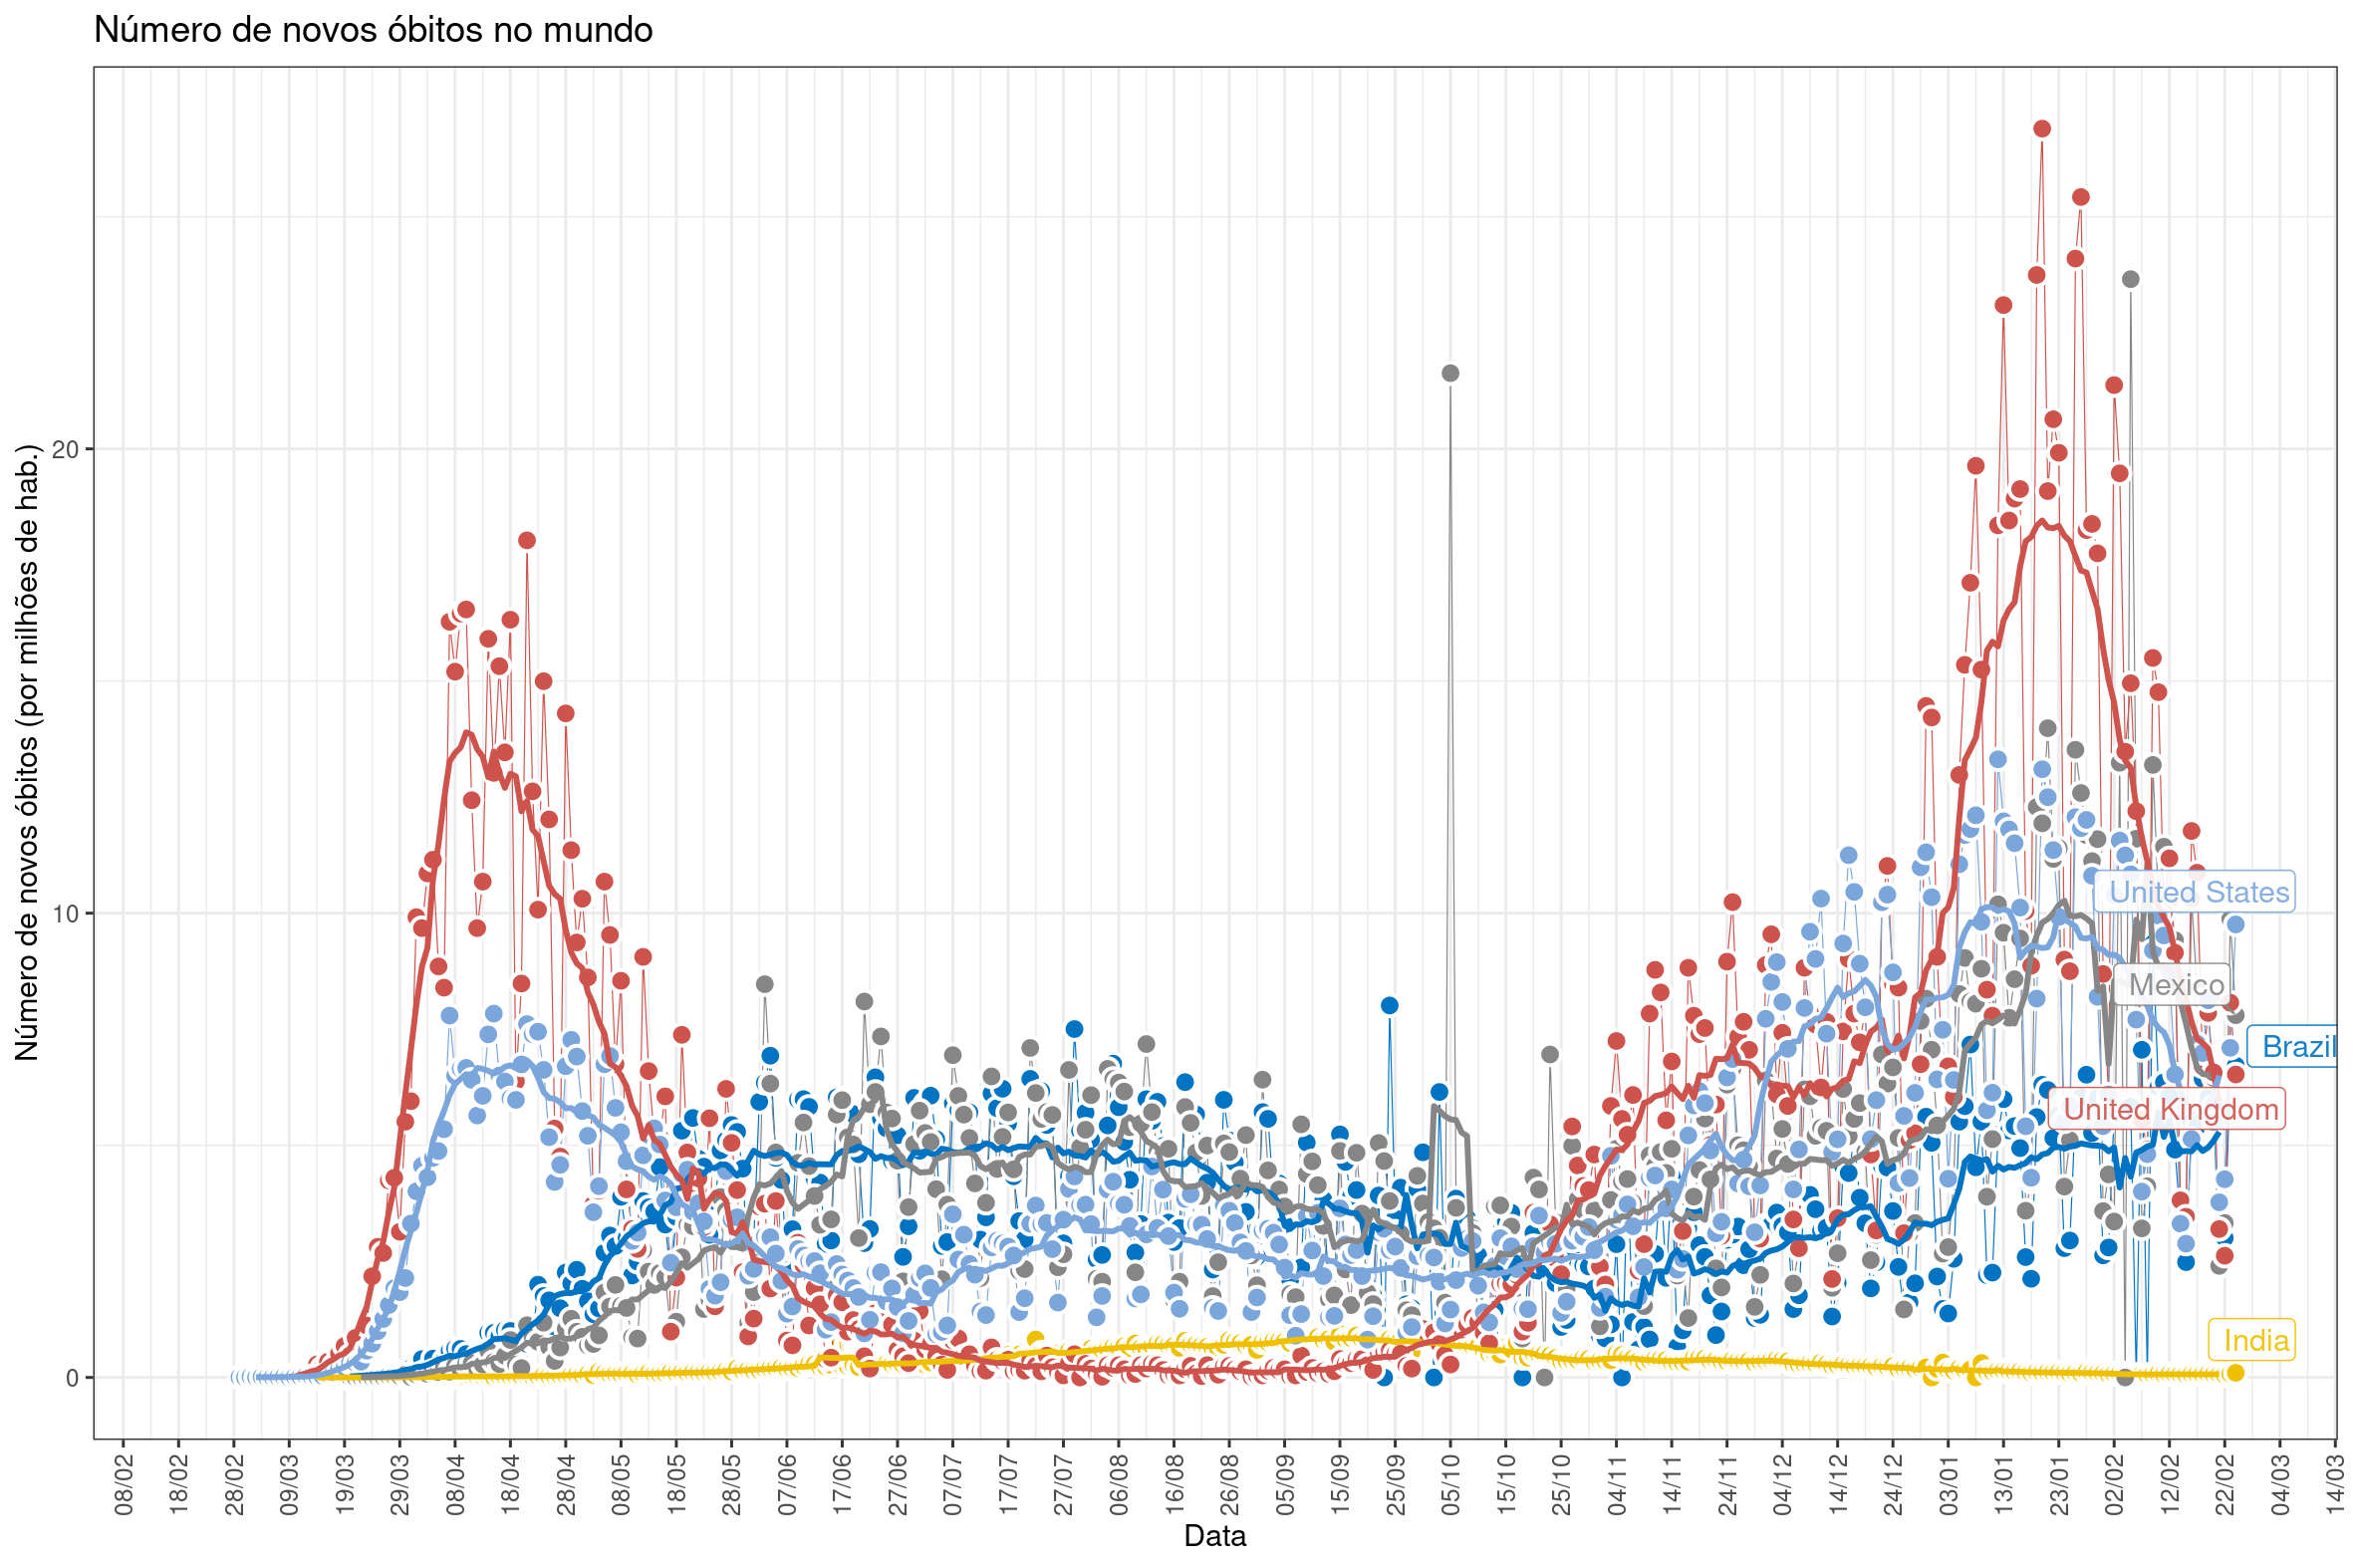 Número de novos óbitos no mundo
Número de novos óbitos (por milhões de hab.)
20
10
0
United States
Mexico
Brazil
United Kingdom
India
08/02 18/02 28/02 09/03 19/03 29/03 08/04 18/04 28/04 08/05 18/05 28/05 07/06 17/06 27/06 07/07 17/07 27/07 06/08 16/08 26/08 05/09 15/09 25/09 05/10 15/10 25/10 04/11 14/11 24/11 04/12 14/12 24/12 03/01 13/01 23/01 02/02 12/02 22/02 04/03 14/03
Data